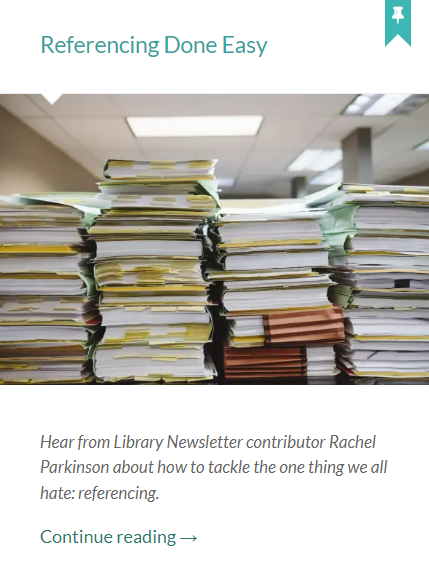 Referencing Done Easy
Hear from Library Newsletter contributor Rachel
Parkinson about how to tackle the one thing we all
hate: referencing.
Continue reading →